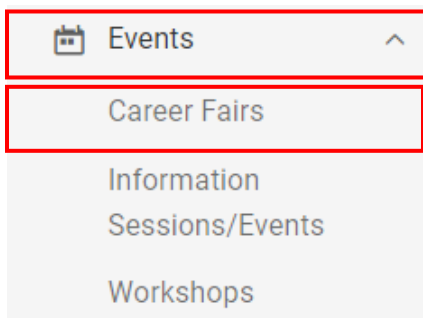 Events
Career Fairs
Information
Sessions/Events
Workshops